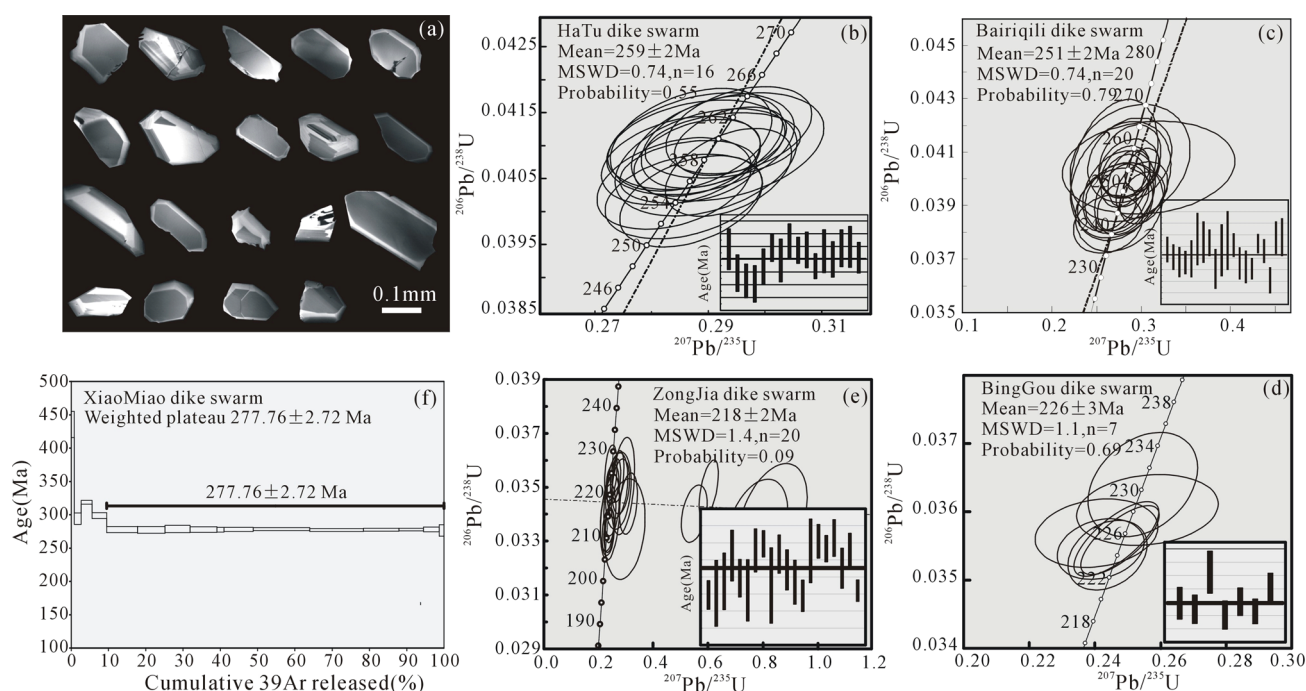 (a)
0.1mm
HaTu dike swarm
(b)
Mean=259±2Ma
MSWD=0.74,n=16
Probability=0.55
0.0425
0.0415
0.0405
0.0395
0.0385
270
266
262
258
254
250
246
0.27
0.29
0.31
²⁰⁶Pb/²³⁸U
²⁰⁷Pb/²³⁵U
Age(Ma)
Bairiqili dike swarm
(c)
Mean=251±2Ma
MSWD=0.74,n=20
Probability=0.79
280
270
260
230
0.045
0.043
0.041
0.039
0.037
0.035
0.1
0.2
0.3
0.4
²⁰⁶Pb/²³⁸U
²⁰⁷Pb/²³⁵U
Age(Ma)
XiaoMiao dike swarm
(f)
Weighted plateau 277.76±2.72 Ma
277.76±2.72 Ma
500
450
400
350
300
250
200
150
100
Age(Ma)
0 10 20 30 40 50 60 70 80 90 100
Cumulative 39Ar released(%)
ZongJia dike swarm
(e)
Mean=218±2Ma
MSWD=1.4,n=20
Probability=0.09
0.039
0.037
0.035
0.033
0.031
0.029
240
230
220
210
200
190
0.0 0.2 0.4 0.6 0.8 1.0 1.2
²⁰⁶Pb/²³⁸U
²⁰⁷Pb/²³⁵U
Age(Ma)
BingGou dike swarm
(d)
Mean=226±3Ma
MSWD=1.1,n=7
Probability=0.69
238
234
230
226
222
218
0.037
0.036
0.035
0.034
0.20 0.22 0.24 0.26 0.28 0.30
²⁰⁶Pb/²³⁸U
²⁰⁷Pb/²³⁵U